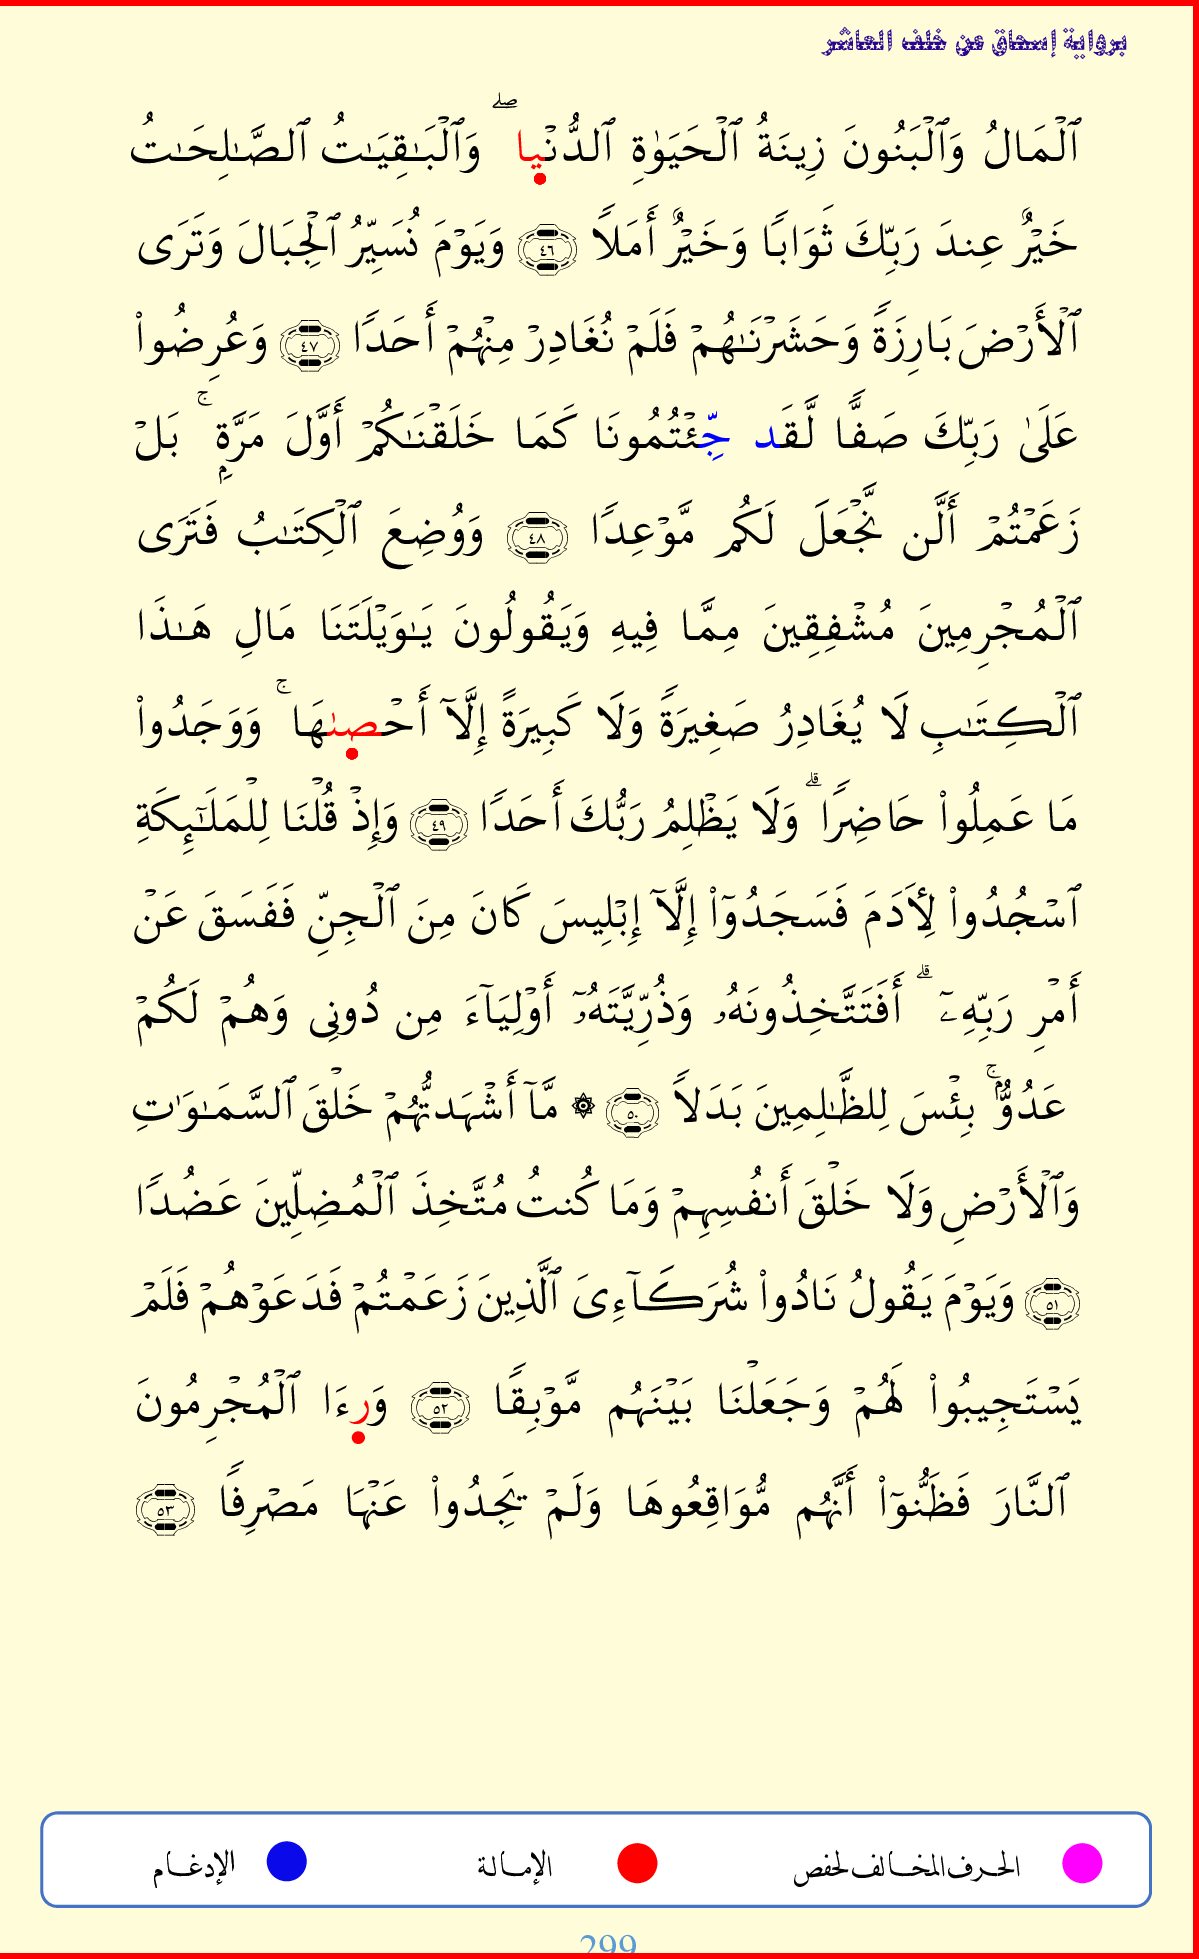 برواية إسحاق عن خلف العاشر
ٱلۡمَالُ وَٱلۡبَنُونَ زِينَةُ ٱلۡحَيَوٰةِ ٱلدُّنۡيا ۖ وَٱلۡبَٰقِيَٰتُ ٱلصَّٰلِحَٰتُ
خَيۡرٌ عِندَ رَبِّكَ ثَوَابٗا وَخَيۡرٌ أَمَلٗا ٤٦ وَيَوۡمَ نُسَيِّرُ ٱلۡجِبَالَ وَتَرَى
ٱلۡأَرۡضَ بَارِزَةٗ وَحَشَرۡنَٰهُمۡ فَلَمۡ نُغَادِرۡ مِنۡهُمۡ أَحَدٗا ٤٧ وَعُرِضُواْ
عَلَىٰ رَبِّكَ صَفّٗا لَّقَد جِّئۡتُمُونَا كَمَا خَلَقۡنَٰكُمۡ أَوَّلَ مَرَّةِۭ ۚ بَلۡ
زَعَمۡتُمۡ أَلَّن نَّجۡعَلَ لَكُم مَّوۡعِدٗا ٤٨ وَوُضِعَ ٱلۡكِتَٰبُ فَتَرَى
ٱلۡمُجۡرِمِينَ مُشۡفِقِينَ مِمَّا فِيهِ وَيَقُولُونَ يَٰوَيۡلَتَنَا مَالِ هَٰذَا
ٱلۡكِتَٰبِ لَا يُغَادِرُ صَغِيرَةٗ وَلَا كَبِيرَةً إِلَّآ أَحۡصىٰهَا ۚ وَوَجَدُواْ
مَا عَمِلُواْ حَاضِرٗا ۗ وَلَا يَظۡلِمُ رَبُّكَ أَحَدٗا ٤٩ وَإِذۡ قُلۡنَا لِلۡمَلَٰٓئِكَةِ
ٱسۡجُدُواْ لِأٓدَمَ فَسَجَدُوٓاْ إِلَّآ إِبۡلِيسَ كَانَ مِنَ ٱلۡجِنِّ فَفَسَقَ عَنۡ
أَمۡرِ رَبِّهِۦٓ ۗ أَفَتَتَّخِذُونَهُۥ وَذُرِّيَّتَهُۥٓ أَوۡلِيَآءَ مِن دُونِي وَهُمۡ لَكُمۡ
عَدُوُّۢ ۚ بِئۡسَ لِلظَّٰلِمِينَ بَدَلٗا ٥٠ ۞ مَّآ أَشۡهَدتُّهُمۡ خَلۡقَ ٱلسَّمَٰوَٰتِ
وَٱلۡأَرۡضِ وَلَا خَلۡقَ أَنفُسِهِمۡ وَمَا كُنتُ مُتَّخِذَ ٱلۡمُضِلِّينَ عَضُدٗا
٥١ وَيَوۡمَ يَقُولُ نَادُواْ شُرَكَآءِيَ ٱلَّذِينَ زَعَمۡتُمۡ فَدَعَوۡهُمۡ فَلَمۡ
يَسۡتَجِيبُواْ لَهُمۡ وَجَعَلۡنَا بَيۡنَهُم مَّوۡبِقٗا ٥٢ وَرِءَا ٱلۡمُجۡرِمُونَ
ٱلنَّارَ فَظَنُّوٓاْ أَنَّهُم مُّوَاقِعُوهَا وَلَمۡ يَجِدُواْ عَنۡهَا مَصۡرِفٗا ٥٣
الحرف المخالف لحفص الإمالة الإدغام
299